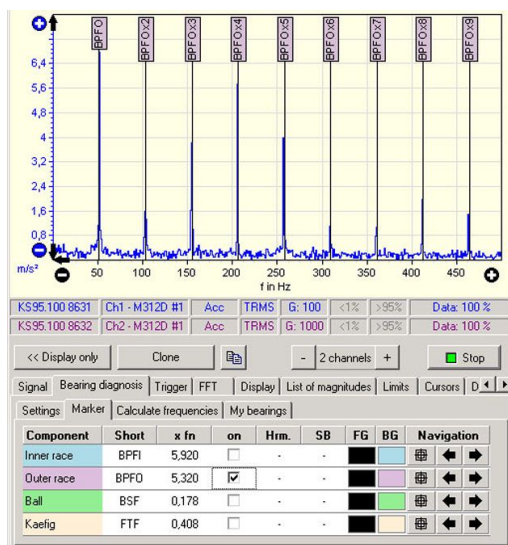 BPFO BPFOx2 BPFOx3 BPFOx4 BPFOx5 BPFOx6 BPFOx7 BPFOx8 BPFOx9
6,4
5,6
4,8
4
3,2
2,4
1,6
0,8
m/s²
50 100 150 200 250 300 350 400 450
f in Hz
KS95.100 8631 Ch1 - M312D #1 Acc TRMS G: 100 <1% >95% Data: 100 %
KS95.100 8632 Ch2 - M312D #1 Acc TRMS G: 1000 <1% >95% Data: 100 %
<< Display only Clone - 2 channels + Stop
Signal Bearing diagnosis Trigger FFT Display List of magnitudes Limits Cursors D
Settings Marker Calculate frequencies My bearings
Component Short x fn on Hrm. SB FG BG Navigation
Inner race BPFI 5,920 - -
Outer race BPFO 5,320 - -
Ball BSF 0,178 - -
Kaefig FTF 0,408 - -